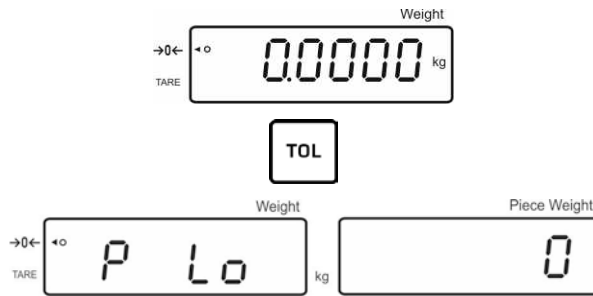 Weight
→0← ◄○ 0.0000 kg
TARE
TOL
Weight Piece Weight
→0← ◄○ P Lo 0
TARE kg